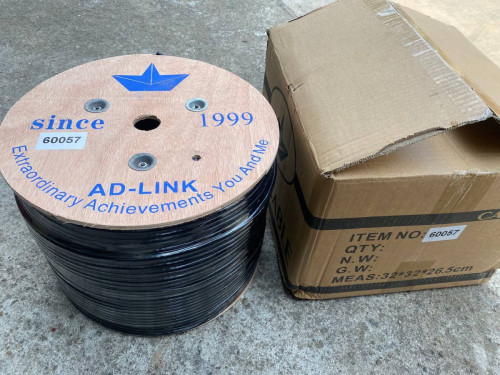 since 1999
60057
AD-LINK
Extraordinary Achievements You And Me
ITEM NO: 60057
QTY:
N.W:
G.W:
MEAS:32*32*26.5cm